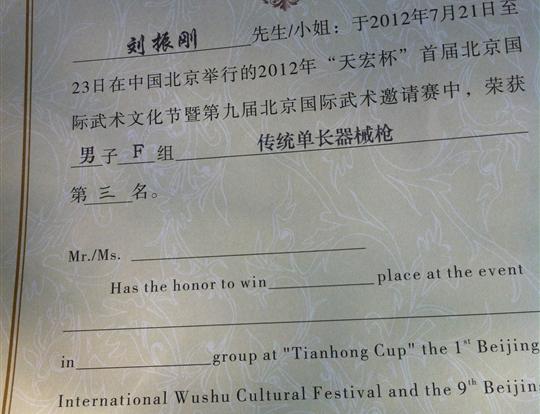 刘振刚 先生/小姐：于2012年7月21日至
23日在中国北京举行的2012年“天宏杯”首届北京国
际武术文化节暨第九届北京国际武术邀请赛中，荣获
男子 F 组 传统单长器械枪
第 三 名。
Mr./Ms.
Has the honor to win place at the event
in group at "Tianhong Cup" the 1st Beijing
International Wushu Cultural Festival and the 9th Beijin